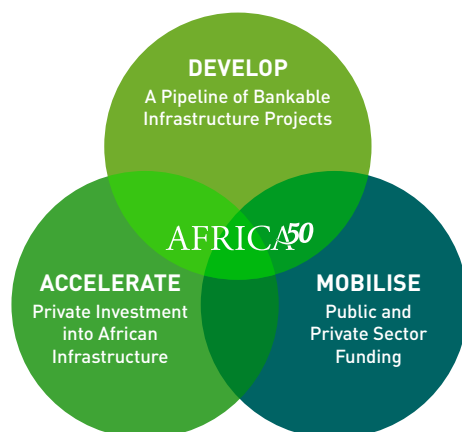 DEVELOP
A Pipeline of Bankable
Infrastructure Projects
AFRICA50
ACCELERATE
Private Investment
into African
Infrastructure
MOBILISE
Public and
Private Sector
Funding